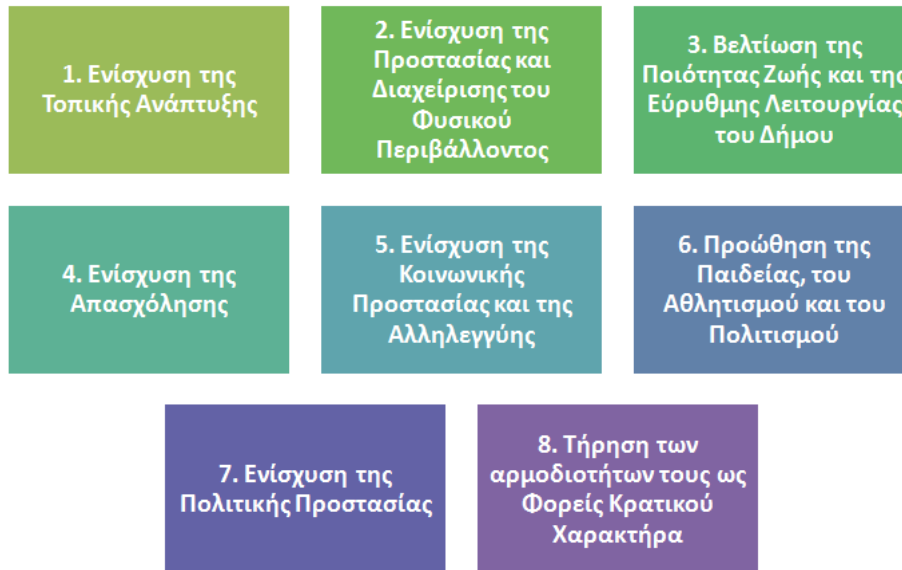 1. Ενίσχυση της
Τοπικής Ανάπτυξης
2. Ενίσχυση της
Προστασίας και
Διαχείρισης του
Φυσικού
Περιβάλλοντος
3. Βελτίωση της
Ποιότητας Ζωής και της
Εύρυθμης Λειτουργίας
του Δήμου
4. Ενίσχυση της
Απασχόλησης
5. Ενίσχυση της
Κοινωνικής
Προστασίας και της
Αλληλεγγύης
6. Προώθηση της
Παιδείας, του
Αθλητισμού και του
Πολιτισμού
7. Ενίσχυση της
Πολιτικής Προστασίας
8. Τήρηση των
αρμοδιοτήτων τους ως
Φορείς Κρατικού
Χαρακτήρα